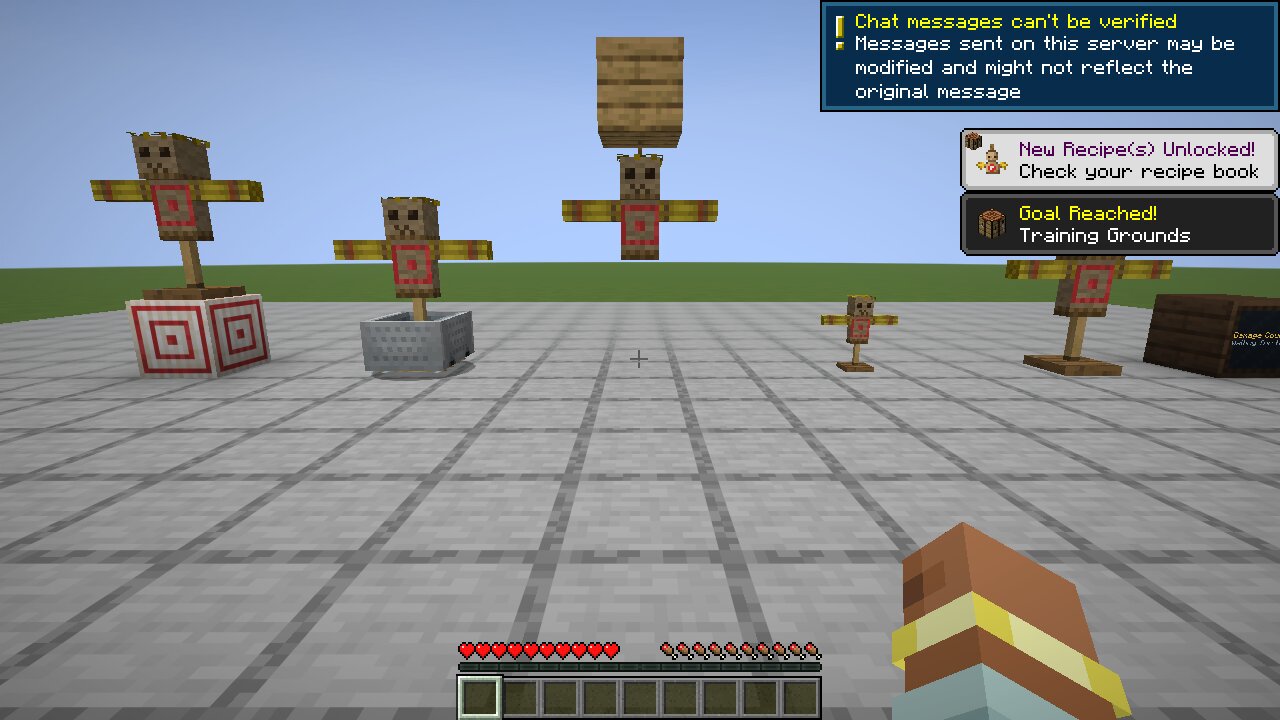 Chat messages can't be verified
Messages sent on this server may be
modified and might not reflect the
original message
New Recipe(s) Unlocked!
Check your recipe book
Goal Reached!
Training Grounds
Damage